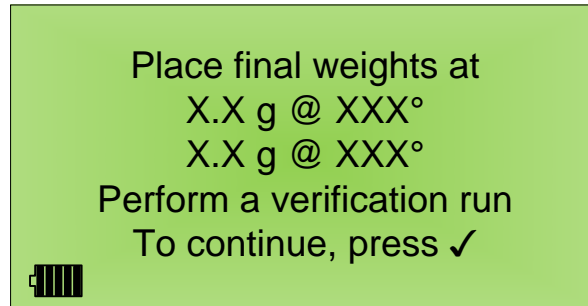 Place final weights at
X.X g @ XXX°
X.X g @ XXX°
Perform a verification run
To continue, press ✓